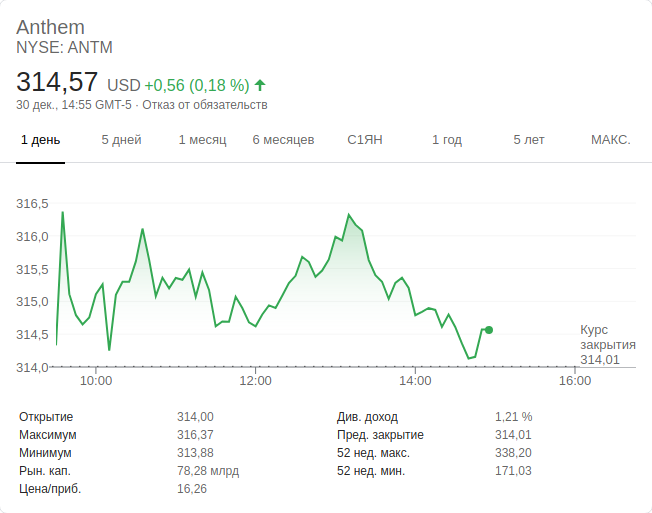 Anthem
NYSE: ANTM
314,57 USD +0,56 (0,18 %)
30 дек., 14:55 GMT-5 · Отказ от обязательств
1 день 5 дней 1 месяц 6 месяцев С1ЯН 1 год 5 лет МАКС.
316,5
316,0
315,5
315,0
314,5
314,0
Курс
закрытия
314,01
10:00 12:00 14:00 16:00
Открытие 314,00 Див. доход 1,21 %
Максимум 316,37 Пред. закрытие 314,01
Минимум 313,88 52 нед. макс. 338,20
Рын. кап. 78,28 млрд 52 нед. мин. 171,03
Цена/приб. 16,26